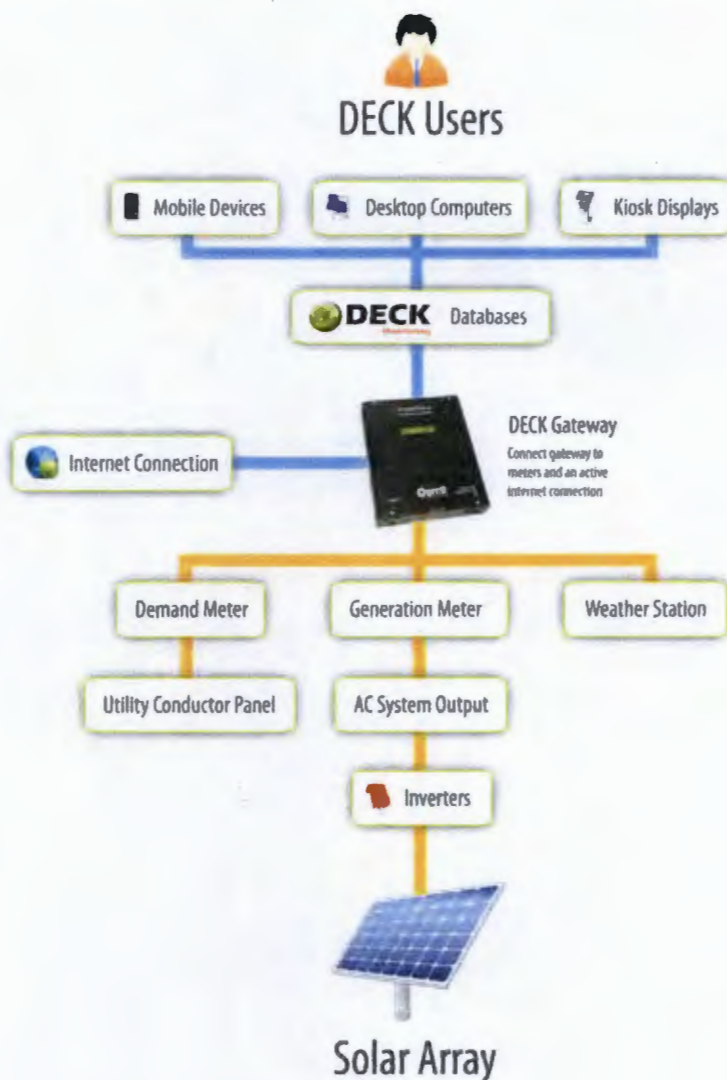 DECK Users
Mobile Devices
Desktop Computers
Kiosk Displays
DECK Databases
DECK Gateway
Connect gateway to
meters and an active
internet connection
Internet Connection
Demand Meter
Generation Meter
Weather Station
Utility Conductor Panel
AC System Output
Inverters
Solar Array